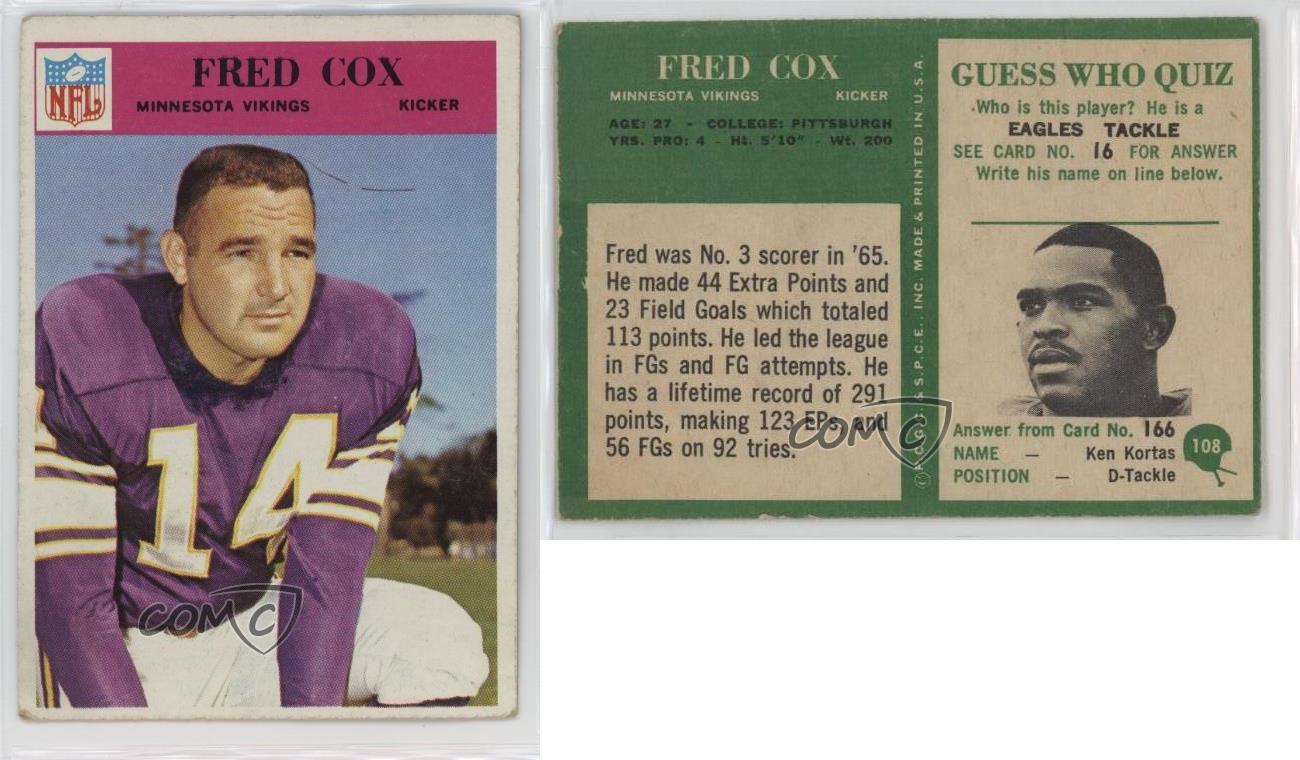 NFL
FRED COX
MINNESOTA VIKINGS KICKER
14
COMC
FRED COX
MINNESOTA VIKINGS KICKER
AGE: 27 - COLLEGE: PITTSBURGH
YRS. PRO: 4 - Ht. 5'10" - Wt. 200
Fred was No. 3 scorer in '65.
He made 44 Extra Points and
23 Field Goals which totaled
113 points. He led the league
in FGs and FG attempts. He
has a lifetime record of 291
points, making 123 EPs, and
56 FGs on 92 tries.
COMC
& S.P.C.E., INC. MADE & PRINTED IN U.S.A.
GUESS WHO QUIZ
Who is this player? He is a
EAGLES TACKLE
SEE CARD NO. 16 FOR ANSWER
Write his name on line below.
Answer from Card No. 166
NAME — Ken Kortas
POSITION — D-Tackle
108